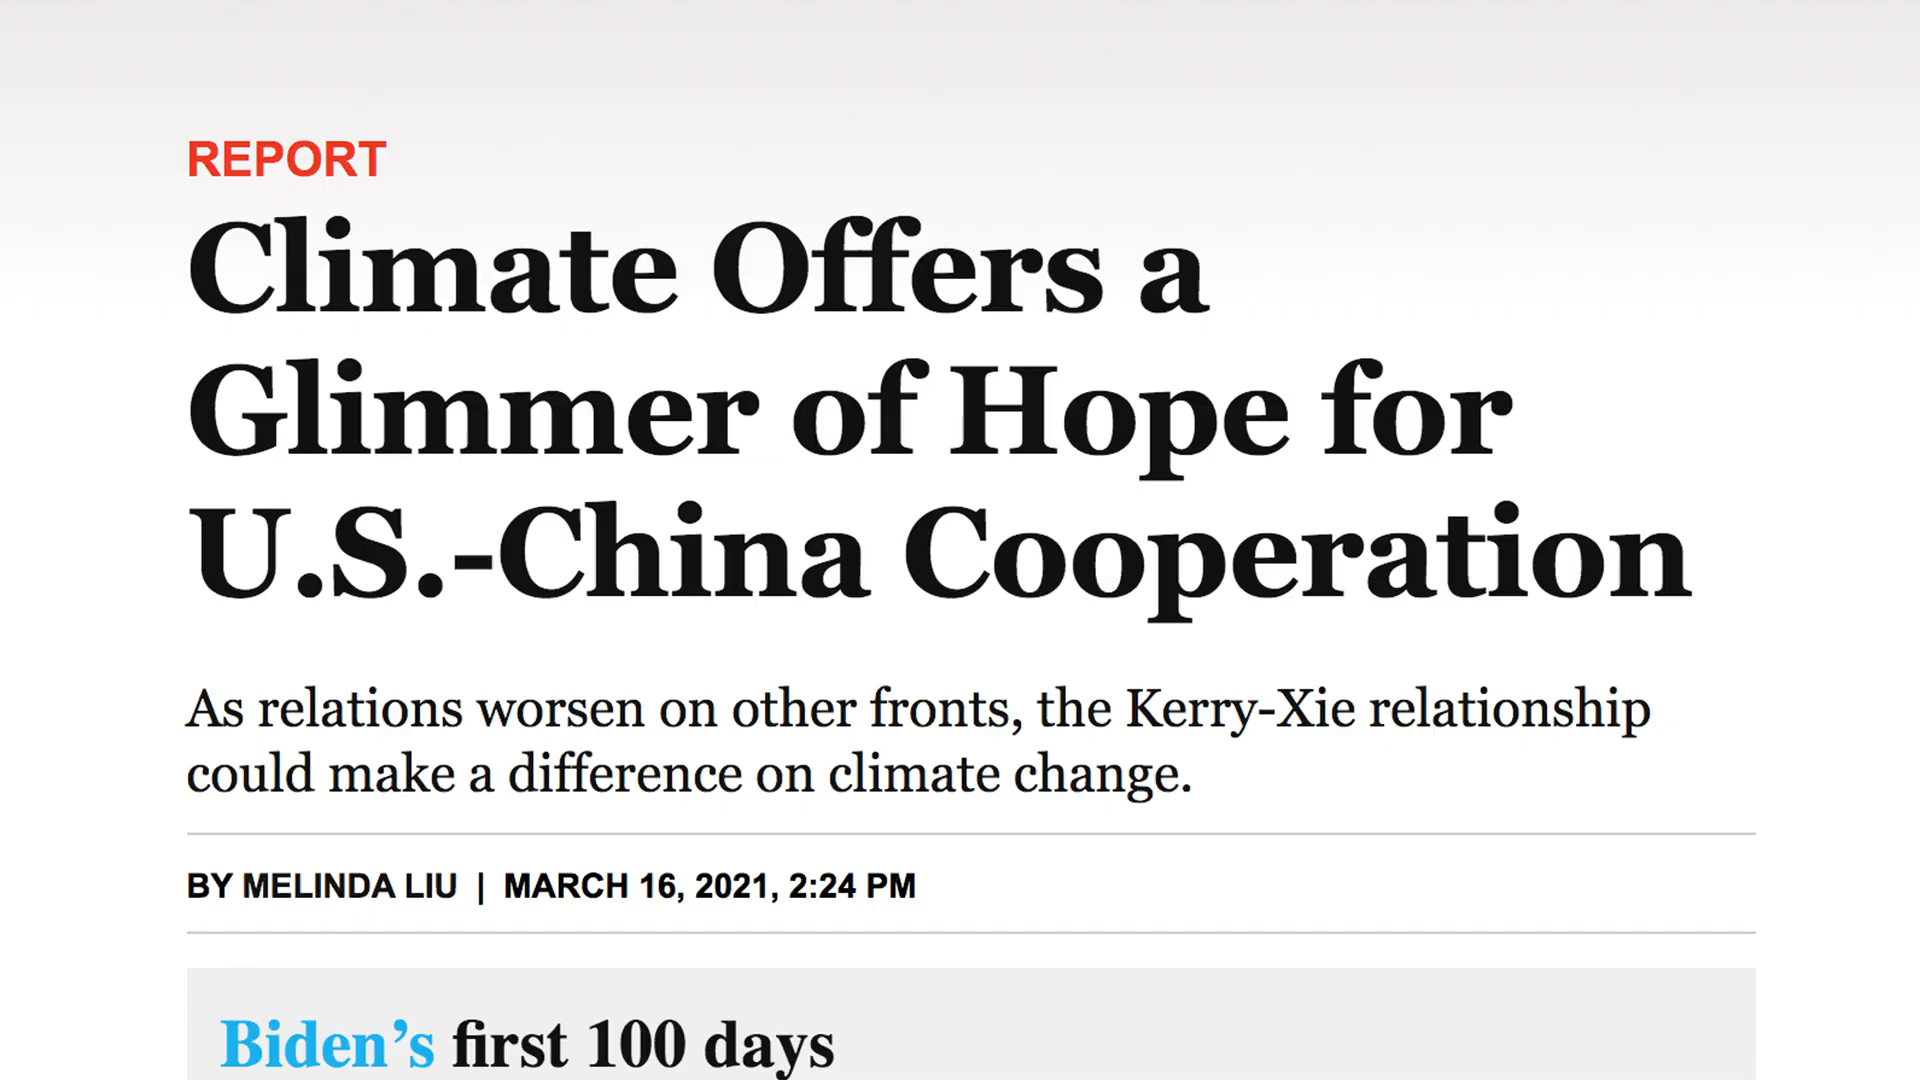 REPORT
Climate Offers a
Glimmer of Hope for
U.S.-China Cooperation
As relations worsen on other fronts, the Kerry-Xie relationship
could make a difference on climate change.
BY MELINDA LIU | MARCH 16, 2021, 2:24 PM
Biden’s first 100 days